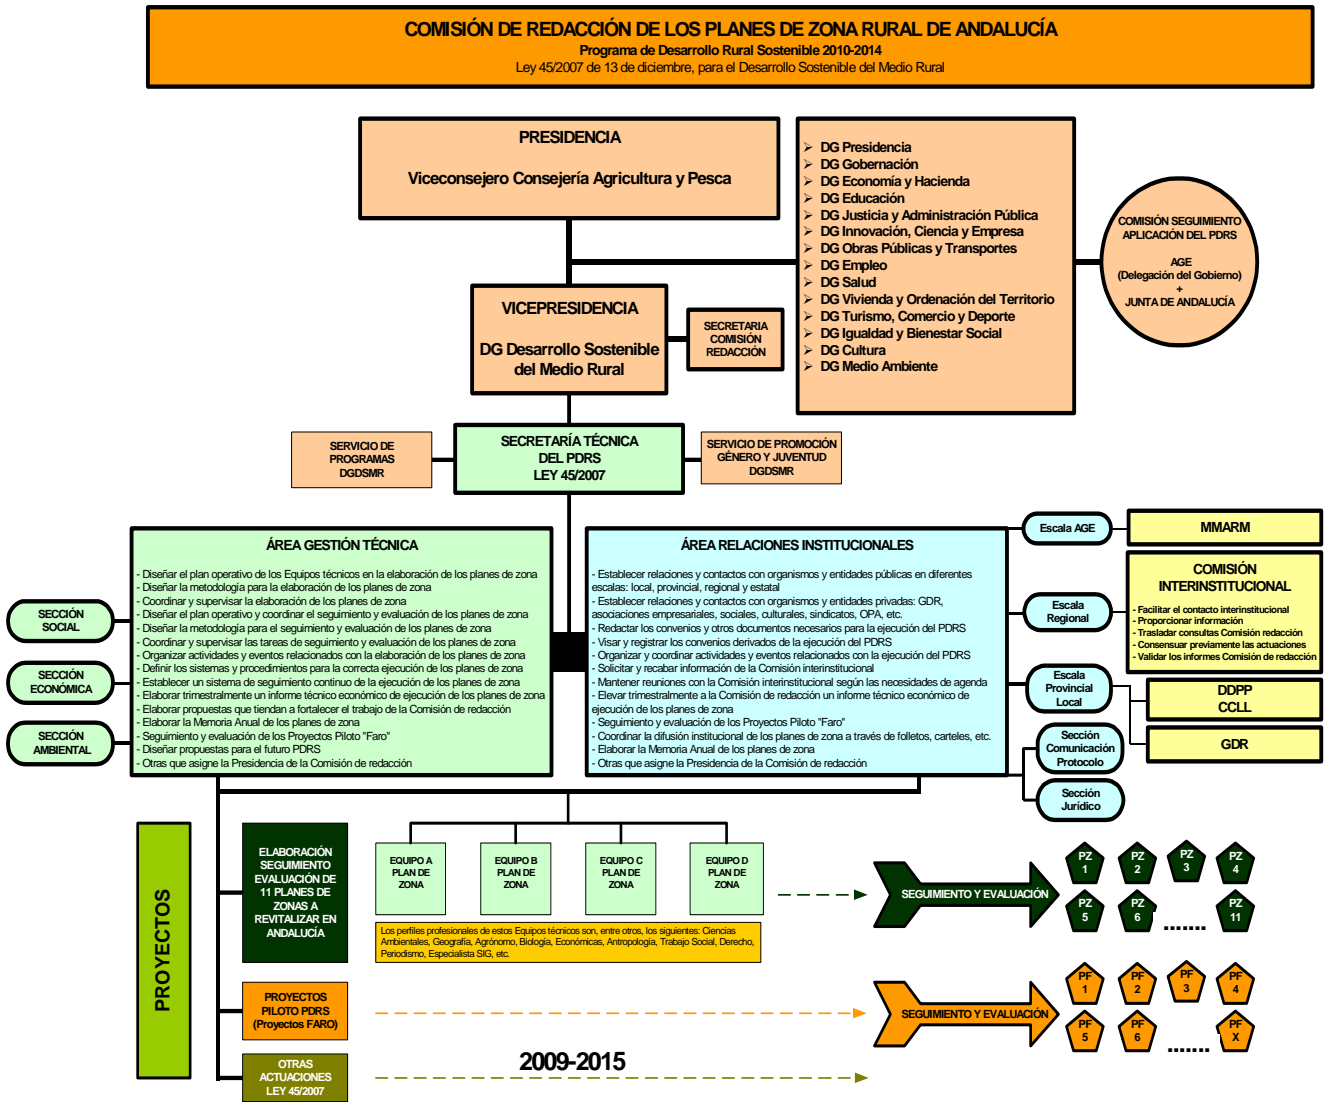 COMISIÓN DE REDACCIÓN DE LOS PLANES DE ZONA RURAL DE ANDALUCÍA
Programa de Desarrollo Rural Sostenible 2010-2014
Ley 45/2007 de 13 de diciembre, para el Desarrollo Sostenible del Medio Rural
PRESIDENCIA
Viceconsejero Consejería Agricultura y Pesca
DG Presidencia
DG Gobernación
DG Economía y Hacienda
DG Educación
DG Justicia y Administración Pública
DG Innovación, Ciencia y Empresa
DG Obras Públicas y Transportes
DG Empleo
DG Salud
DG Vivienda y Ordenación del Territorio
DG Turismo, Comercio y Deporte
DG Igualdad y Bienestar Social
DG Cultura
DG Medio Ambiente
COMISIÓN SEGUIMIENTO
APLICACIÓN DEL PDRS
AGE
(Delegación del Gobierno)
+
JUNTA DE ANDALUCÍA
VICEPRESIDENCIA
DG Desarrollo Sostenible
del Medio Rural
SECRETARIA
COMISIÓN
REDACCIÓN
SERVICIO DE
PROGRAMAS
DGDSMR
SECRETARÍA TÉCNICA
DEL PDRS
LEY 45/2007
SERVICIO DE PROMOCIÓN
GÉNERO Y JUVENTUD
DGDSMR
SECCIÓN
SOCIAL
SECCIÓN
ECONÓMICA
SECCIÓN
AMBIENTAL
ÁREA GESTIÓN TÉCNICA
- Diseñar el plan operativo de los Equipos técnicos en la elaboración de los planes de zona
- Diseñar la metodología para la elaboración de los planes de zona
- Coordinar y supervisar la elaboración de los planes de zona
- Diseñar el plan operativo y coordinar el seguimiento y evaluación de los planes de zona
- Diseñar la metodología para el seguimiento y evaluación de los planes de zona
- Coordinar y supervisar las tareas de seguimiento y evaluación de los planes de zona
- Organizar actividades y eventos relacionados con la elaboración de los planes de zona
- Definir los sistemas y procedimientos para la correcta ejecución de los planes de zona
- Establecer un sistema de seguimiento continuo de la ejecución de los planes de zona
- Elaborar trimestralmente un informe técnico económico de ejecución de los planes de zona
- Elaborar propuestas que tiendan a fortalecer el trabajo de la Comisión de redacción
- Elaborar la Memoria Anual de los planes de zona
- Seguimiento y evaluación de los Proyectos Piloto "Faro"
- Diseñar propuestas para el futuro PDRS
- Otras que asigne la Presidencia de la Comisión de redacción
ÁREA RELACIONES INSTITUCIONALES
- Establecer relaciones y contactos con organismos y entidades públicas en diferentes
escalas: local, provincial, regional y estatal
- Establecer relaciones y contactos con organismos y entidades privadas: GDR,
asociaciones empresariales, sociales, culturales, sindicatos, OPA, etc.
- Redactar los convenios y otros documentos necesarios para la ejecución del PDRS
- Visar y registrar los convenios derivados de la ejecución del PDRS
- Organizar y coordinar actividades y eventos relacionados con la ejecución del PDRS
- Solicitar y recabar información de la Comisión interinstitucional
- Mantener reuniones con la Comisión interinstitucional según las necesidades de agenda
- Elevar trimestralmente a la Comisión de redacción un informe técnico económico de
ejecución de los planes de zona
- Seguimiento y evaluación de los Proyectos Piloto "Faro"
- Coordinar la difusión institucional de los planes de zona a través de folletos, carteles, etc.
- Elaborar la Memoria Anual de los planes de zona
- Otras que asigne la Presidencia de la Comisión de redacción
Escala AGE
Escala
Regional
Escala
Provincial
Local
Sección
Comunicación
Protocolo
Sección
Jurídico
MMARM
COMISIÓN
INTERINSTITUCIONAL
- Facilitar el contacto interinstitucional
- Proporcionar información
- Trasladar consultas Comisión redacción
- Consensuar previamente las actuaciones
- Validar los informes Comisión de redacción
DDPP
CCLL
GDR
PROYECTOS
ELABORACIÓN
SEGUIMIENTO
EVALUACIÓN DE
11 PLANES DE
ZONAS A
REVITALIZAR EN
ANDALUCÍA
EQUIPO A
PLAN DE
ZONA
EQUIPO B
PLAN DE
ZONA
EQUIPO C
PLAN DE
ZONA
EQUIPO D
PLAN DE
ZONA
Los perfiles profesionales de estos Equipos técnicos son, entre otros, los siguientes: Ciencias
Ambientales, Geografía, Agrónomo, Biología, Económicas, Antropología, Trabajo Social, Derecho,
Periodismo, Especialista SIG, etc.
SEGUIMIENTO Y EVALUACIÓN
PZ
1
PZ
2
PZ
3
PZ
4
PZ
5
PZ
6
.......
PZ
11
PROYECTOS
PILOTO PDRS
(Proyectos FARO)
SEGUIMIENTO Y EVALUACIÓN
PF
1
PF
2
PF
3
PF
4
PF
5
PF
6
.......
PF
X
OTRAS
ACTUACIONES
LEY 45/2007
2009-2015